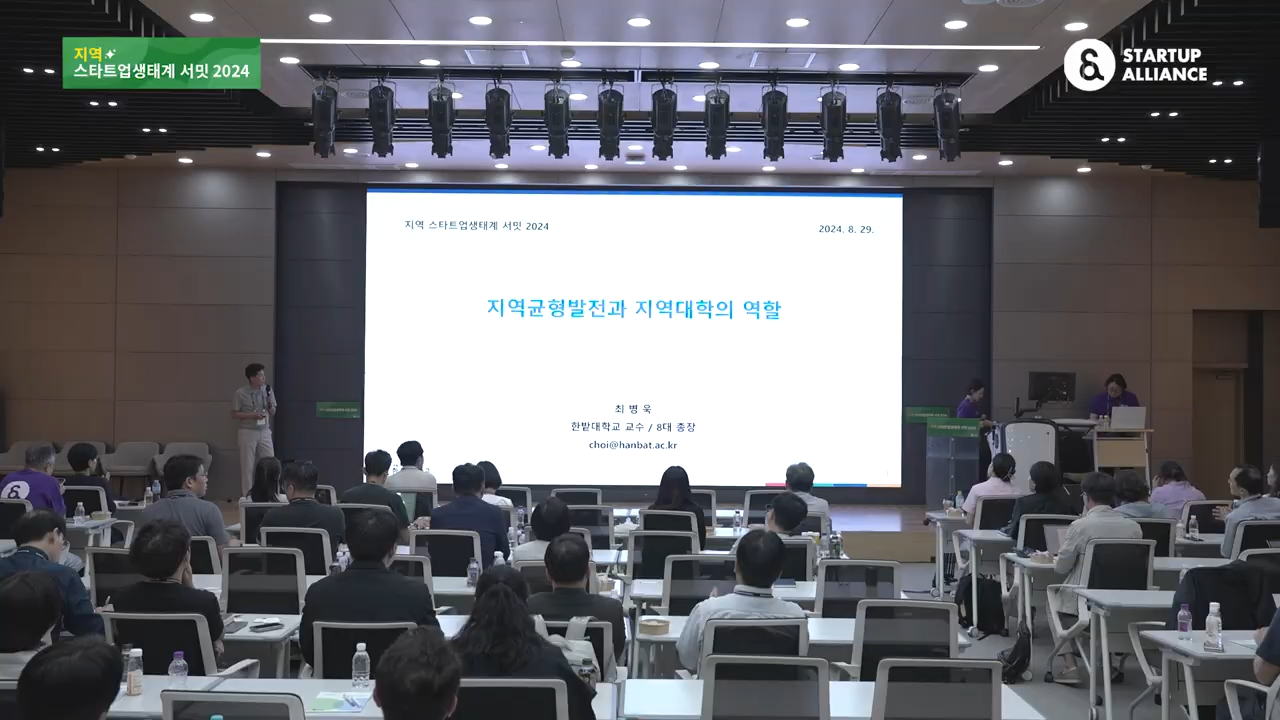 지역
스타트업생태계 서밋 2024
STARTUP
ALLIANCE
지역 스타트업생태계 서밋 2024
2024. 8. 29.
지역균형발전과 지역대학의 역할
최 병 욱
한밭대학교 교수 / 8대 총장
choi@hanbat.ac.kr